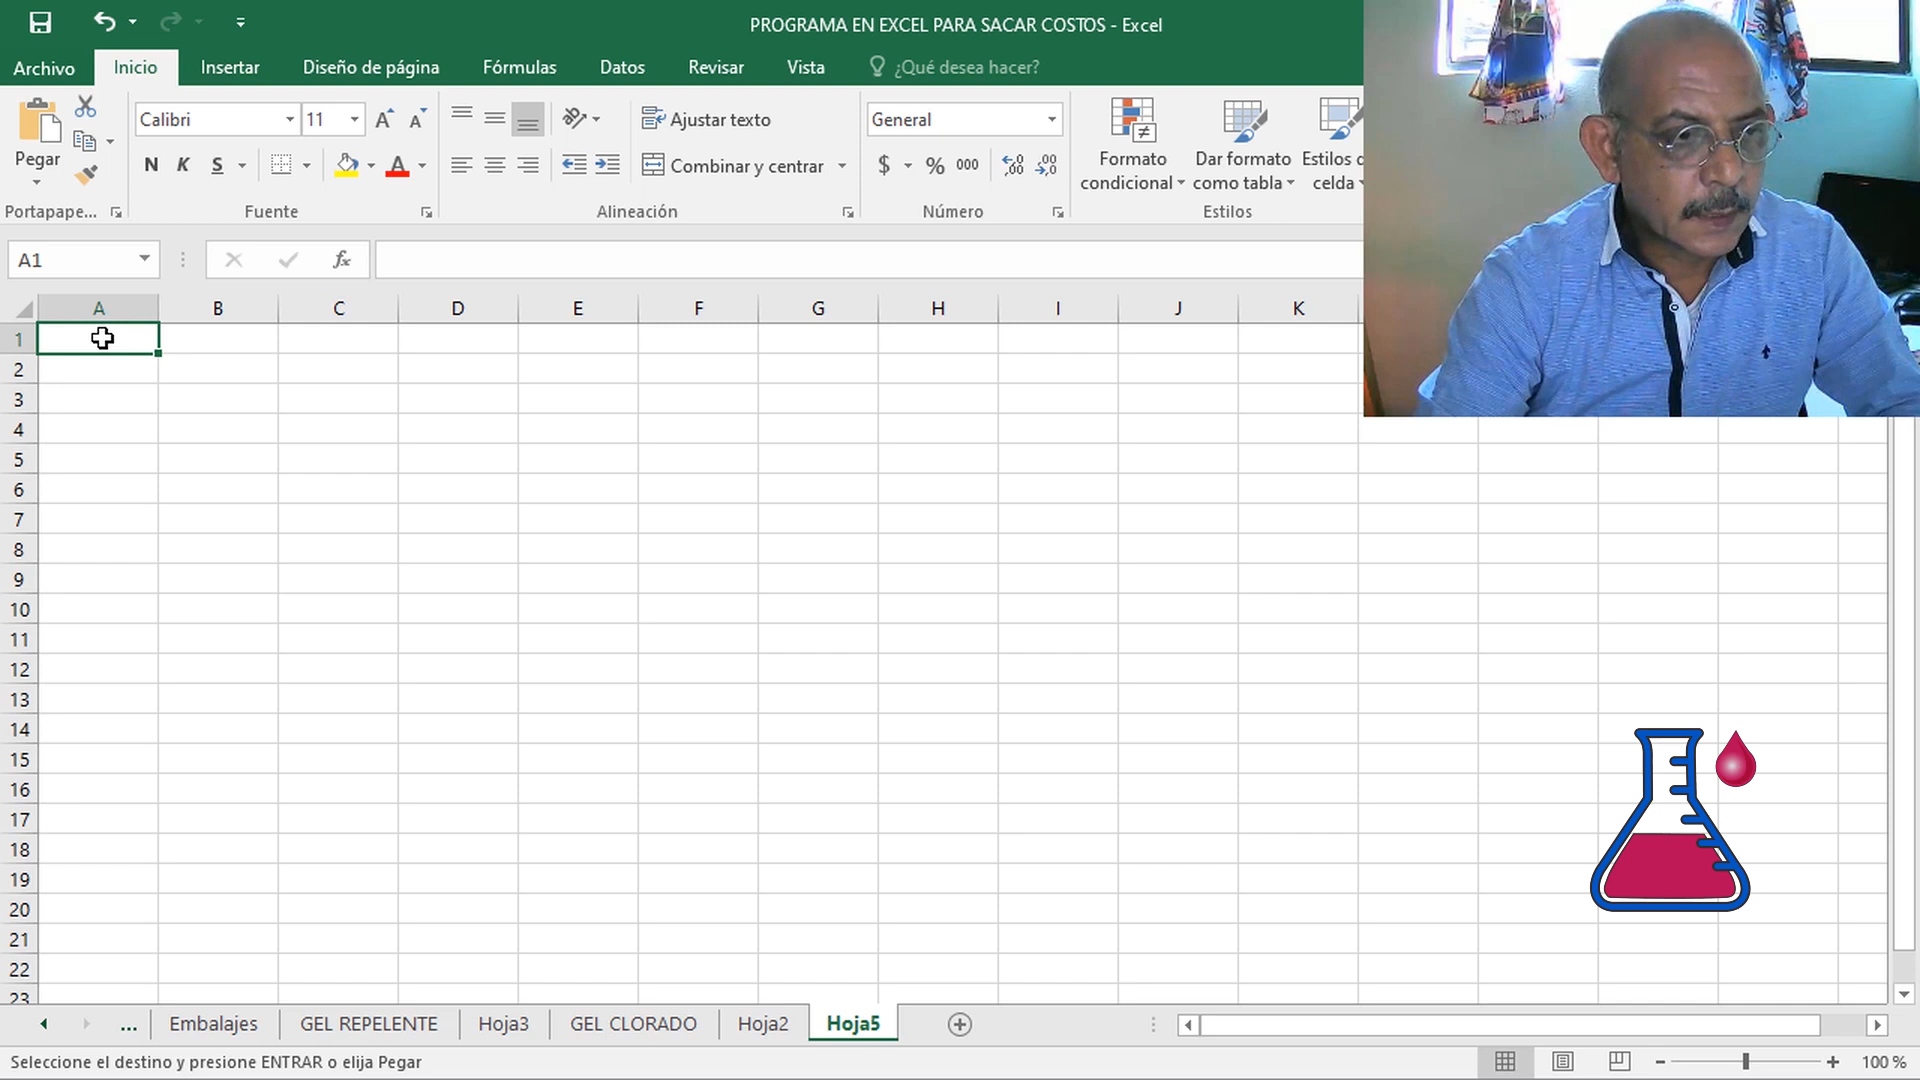 PROGRAMA EN EXCEL PARA SACAR COSTOS - Excel
Archivo Inicio Insertar Diseño de página Fórmulas Datos Revisar Vista ¿Qué desea hacer?
Calibri 11 Ajustar texto General
Pegar N K S A Combinar y centrar $ % 000 Formato condicional Dar formato como tabla Estilos celda
Portapape... Fuente Alineación Número Estilos
A1 fx
A B C D E F G H I J K
1
2
3
4
5
6
7
8
9
10
11
12
13
14
15
16
17
18
19
20
21
22
23
... Embalajes GEL REPELENTE Hoja3 GEL CLORADO Hoja2 Hoja5
Seleccione el destino y presione ENTRAR o elija Pegar 100 %